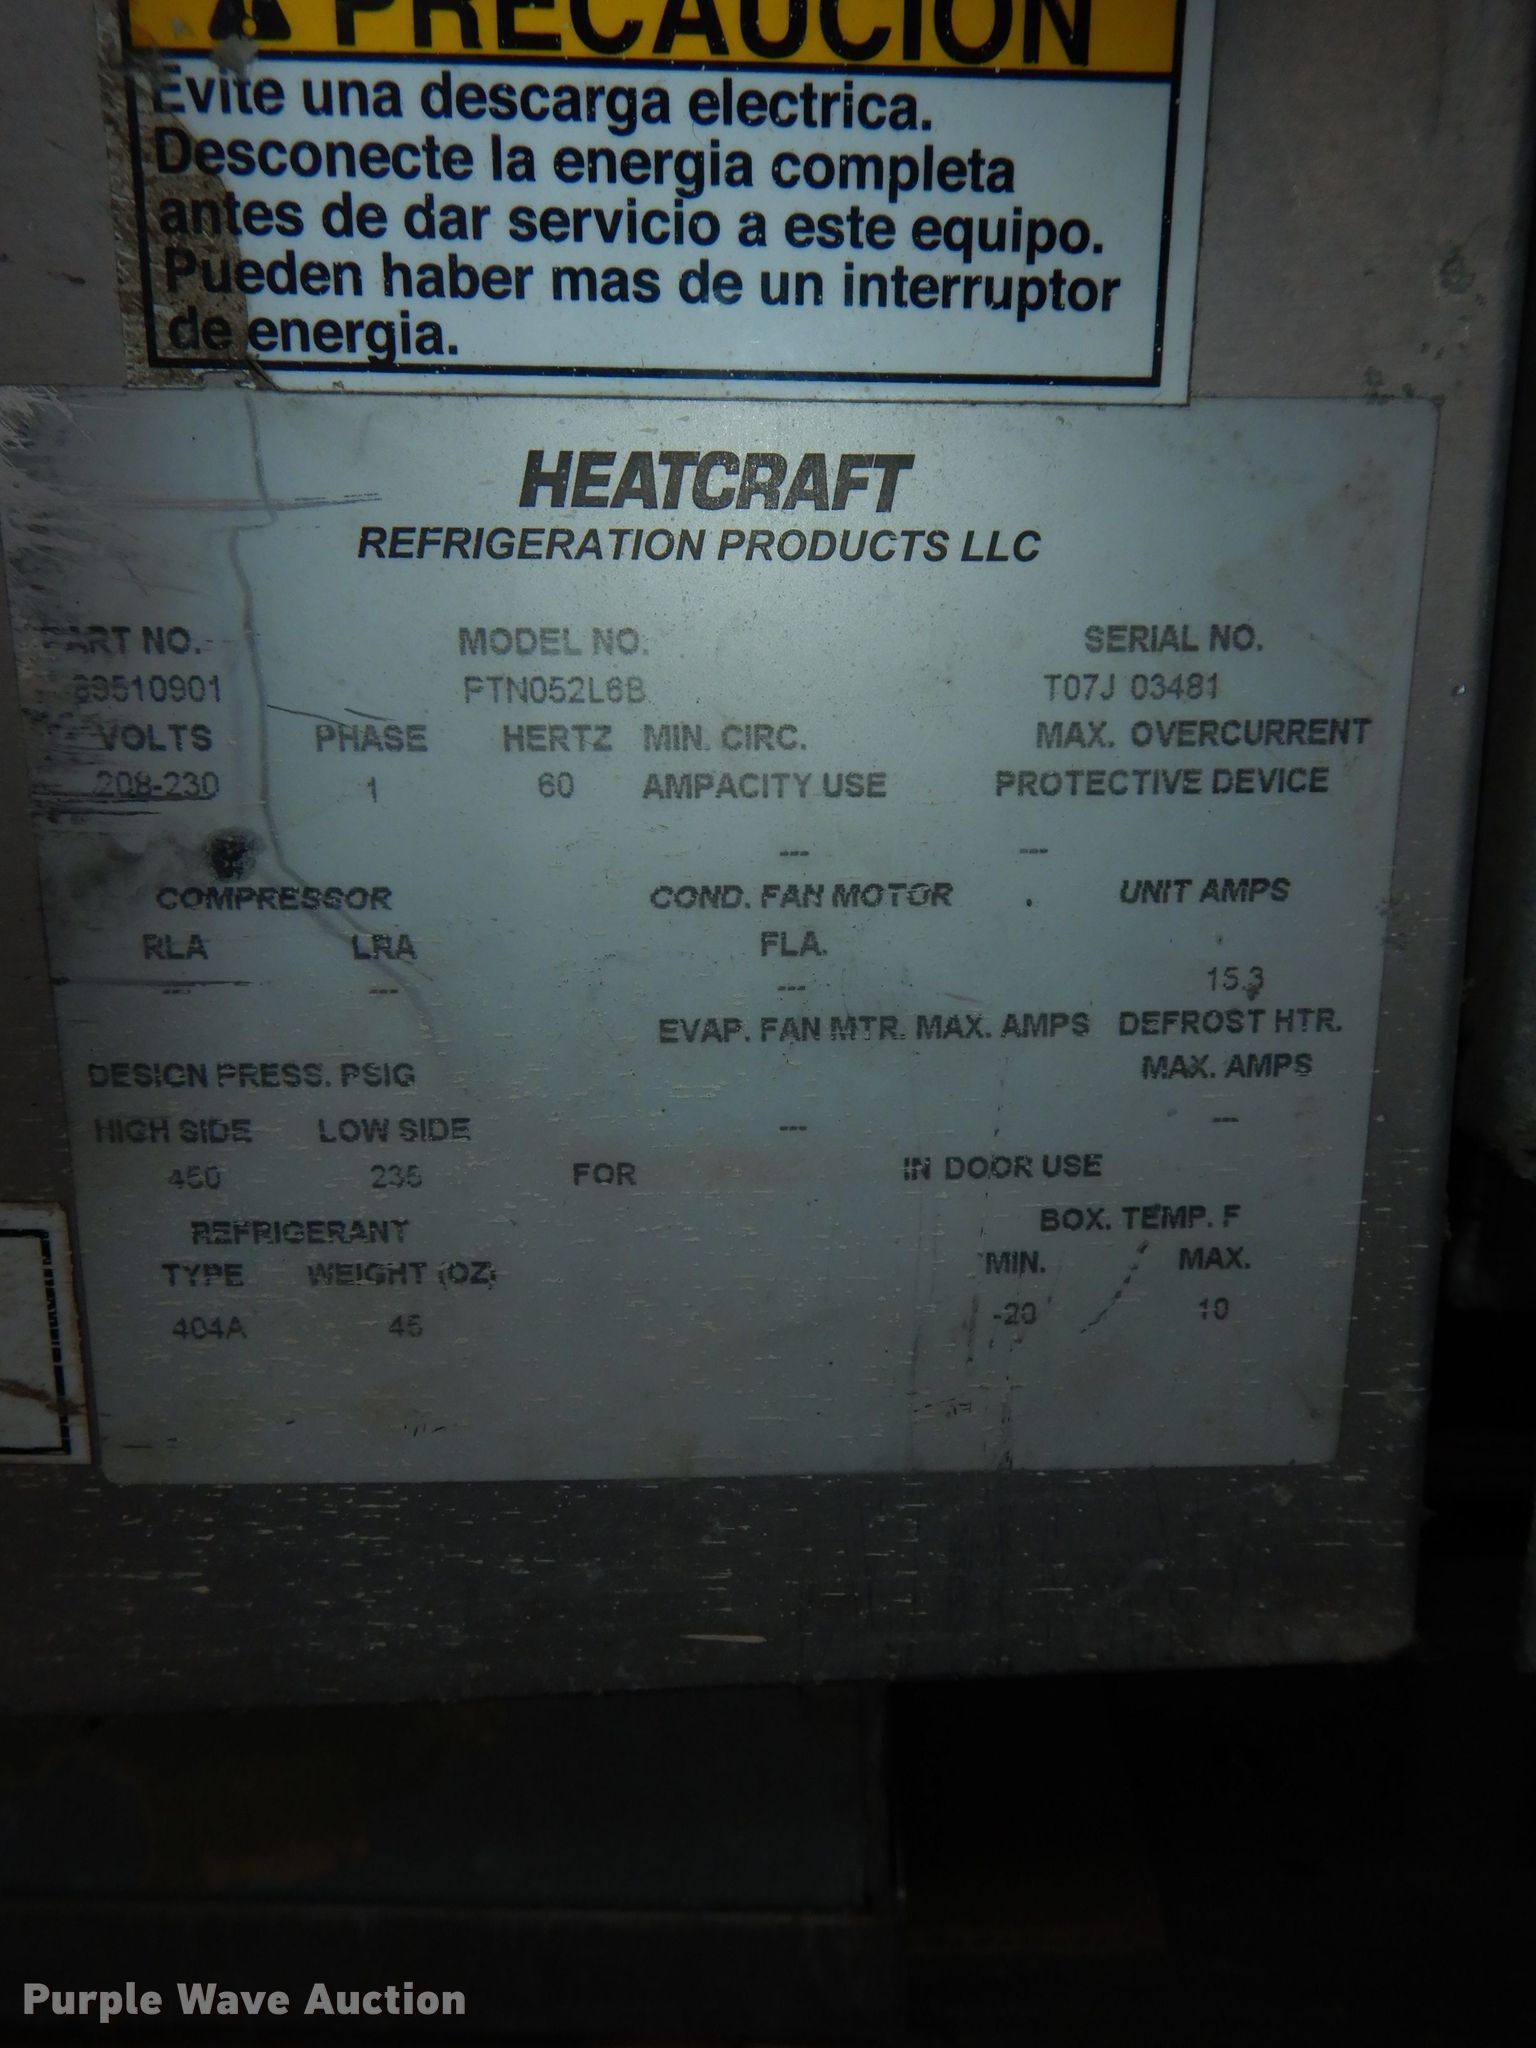 PRECAUCION
Evite una descarga electrica.
Desconecte la energia completa
antes de dar servicio a este equipo.
Pueden haber mas de un interruptor
de energia.
HEATCRAFT
REFRIGERATION PRODUCTS LLC
PART NO. MODEL NO. SERIAL NO.
69510901 PTN052L6B T07J 03481
VOLTS PHASE HERTZ MIN. CIRC. MAX. OVERCURRENT
208-230 1 60 AMPACITY USE PROTECTIVE DEVICE
--- ---
COMPRESSOR COND. FAN MOTOR UNIT AMPS
RLA LRA FLA.
--- --- --- 15.3
EVAP. FAN MTR. MAX. AMPS DEFROST HTR.
DESIGN PRESS. PSIG MAX. AMPS
HIGH SIDE LOW SIDE --- ---
450 235 FOR IN DOOR USE
REFRIGERANT BOX. TEMP. F
TYPE WEIGHT (OZ) MIN. MAX.
404A 45 -20 10
Purple Wave Auction